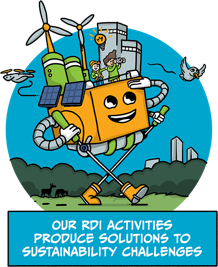 OUR RDI ACTIVITIES
PRODUCE SOLUTIONS TO
SUSTAINABILITY CHALLENGES